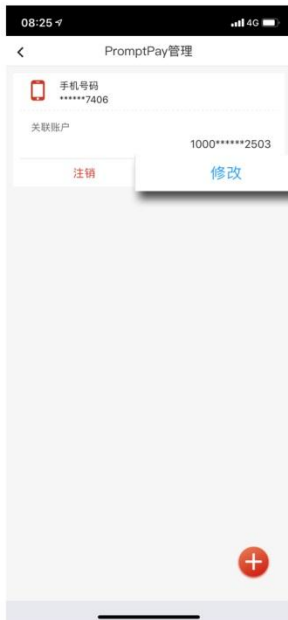 08:25
4G
PromptPay管理
手机号码
******7406
关联账户
1000******2503
注销
修改